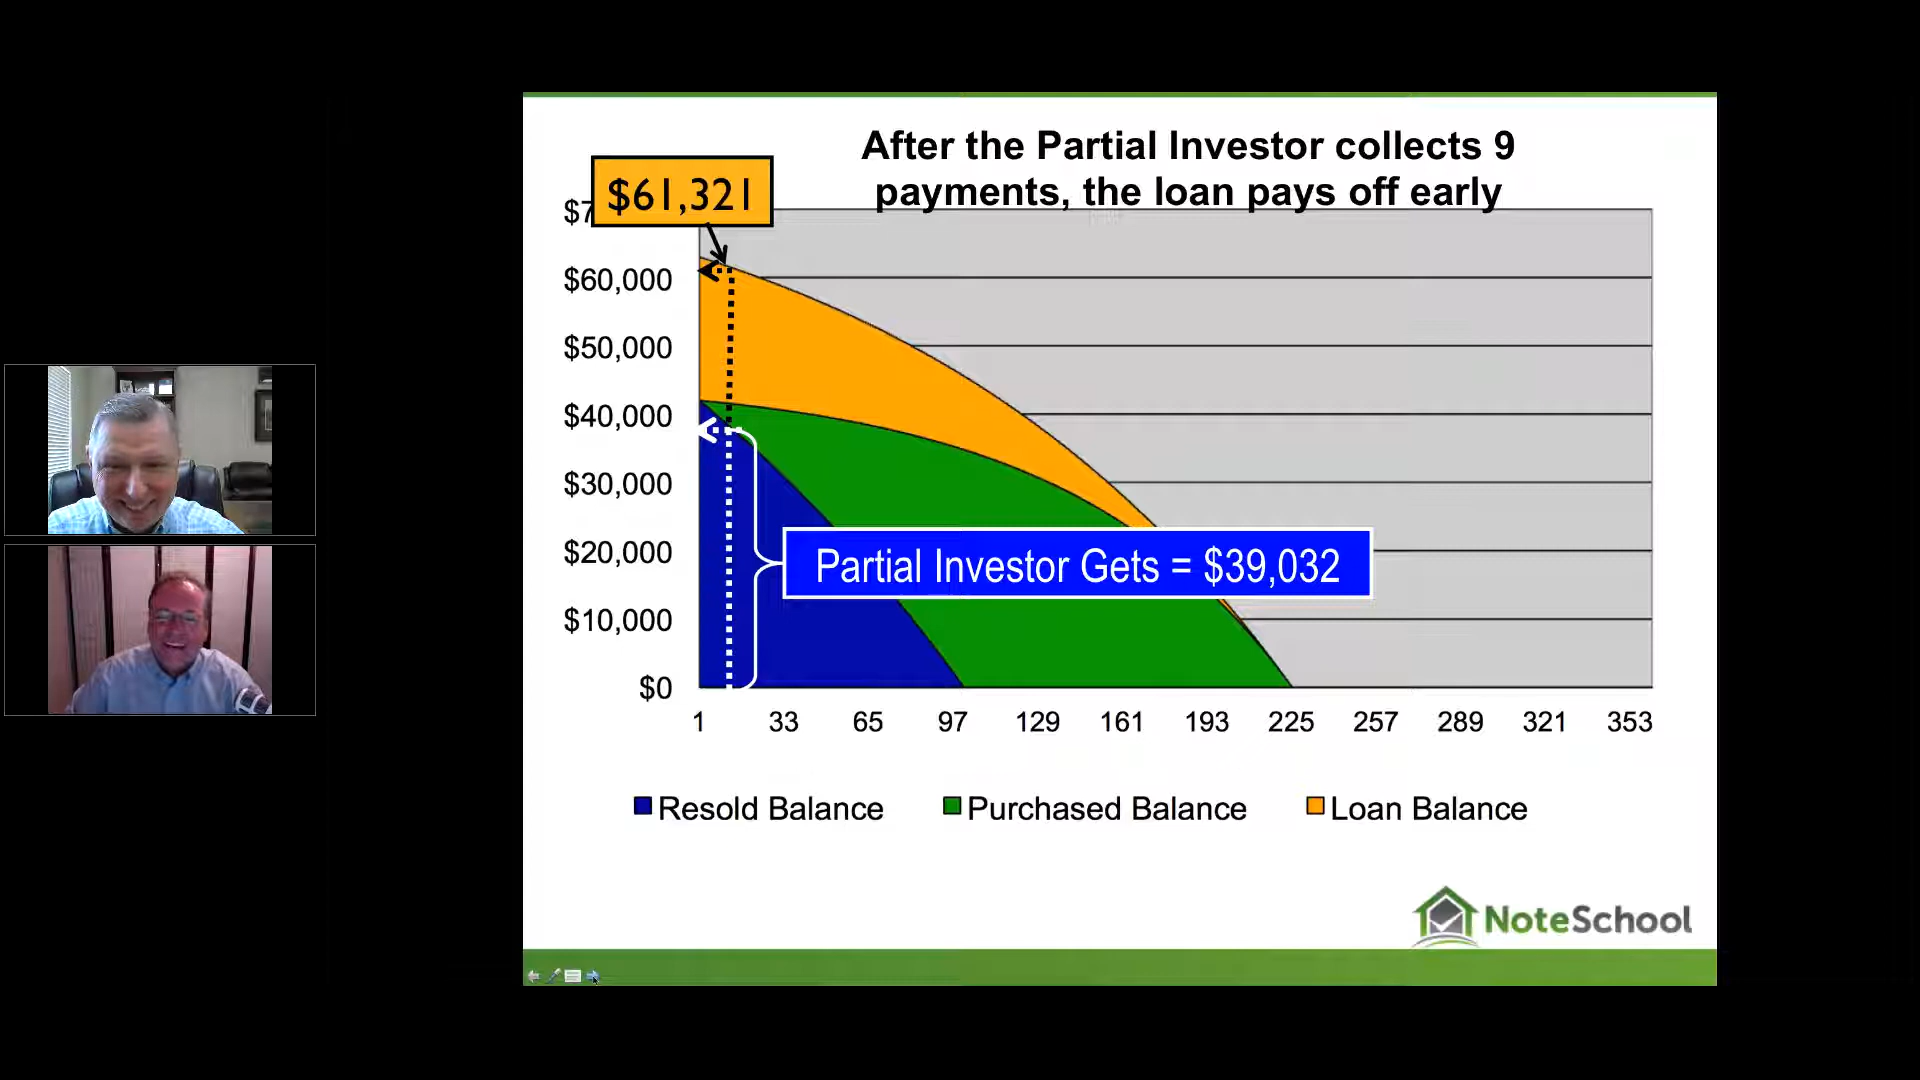 After the Partial Investor collects 9
payments, the loan pays off early
$61,321
$7
$60,000
$50,000
$40,000
$30,000
$20,000
$10,000
$0
Partial Investor Gets = $39,032
1 33 65 97 129 161 193 225 257 289 321 353
Resold Balance Purchased Balance Loan Balance
NoteSchool